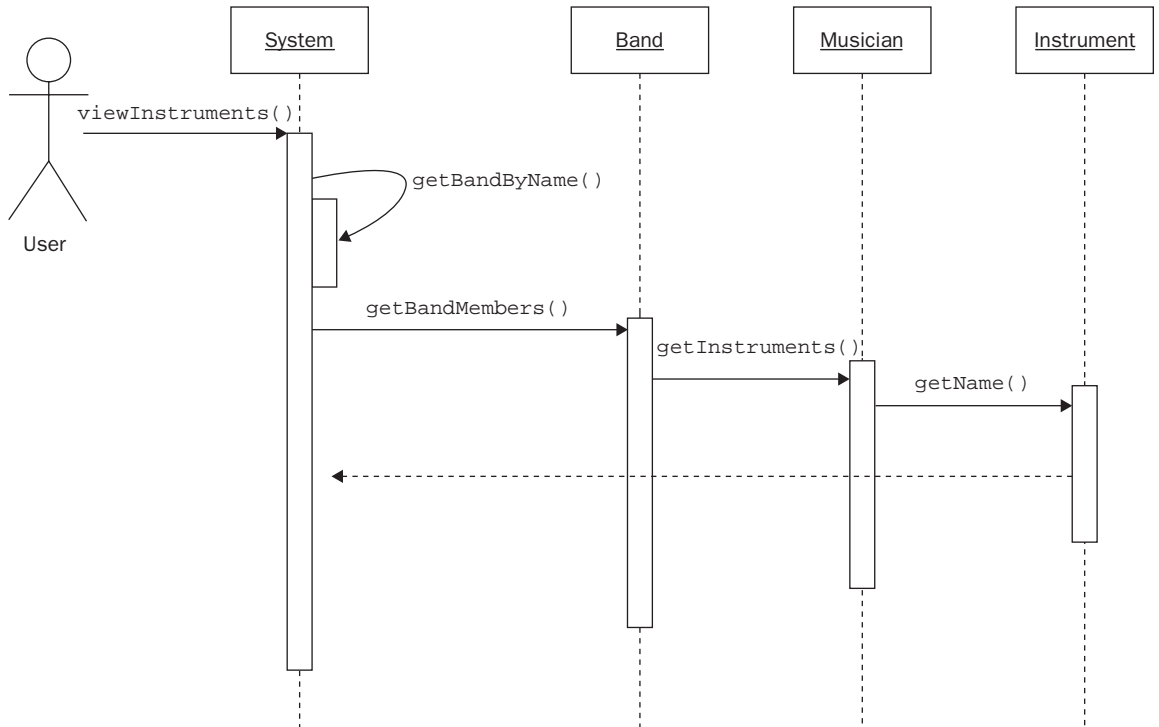 System
Band
Musician
Instrument
viewInstruments()
getBandByName()
User
getBandMembers()
getInstruments()
getName()